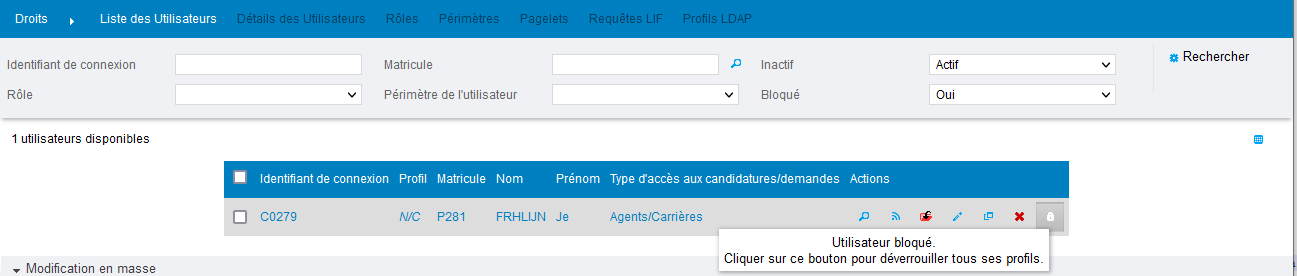 Droits Liste des Utilisateurs Détails des Utilisateurs Rôles Périmètres Pagelets Requêtes LIF Profils LDAP
Identifiant de connexion Matricule Inactif Actif Rechercher
Rôle Périmètre de l'utilisateur Bloqué Oui
1 utilisateurs disponibles
Identifiant de connexion Profil Matricule Nom Prénom Type d'accès aux candidatures/demandes Actions
C0279 N/C P281 FRHLIJN Je Agents/Carrières
Utilisateur bloqué.
Cliquer sur ce bouton pour déverrouiller tous ses profils.
Modification en masse